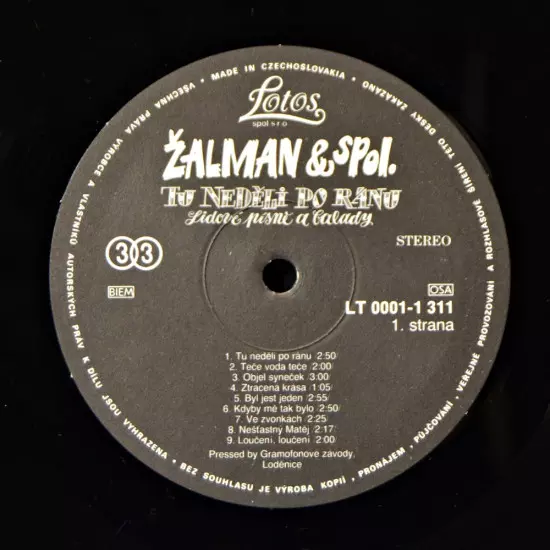 VŠECHNA PRÁVA VÝROBCE A VLASTNÍKŮ AUTORSKÝCH PRÁV K DÍLU JSOU VYHRAZENA • BEZ SOUHLASU JE VÝROBA KOPIÍ, PRONÁJEM, PŮJČOVÁNÍ, VEŘEJNÉ PROVOZOVÁNÍ A ROZHLASOVÉ ŠÍŘENÍ TÉTO DESKY ZAKÁZÁNO • MADE IN CZECHOSLOVAKIA •
Lotos
spol s r o
ŽALMAN & spol.
TU NEDĚLI PO RÁNU
Lidové písně a balady.
33
STEREO
BIEM
OSA
LT 0001-1 311
1. strana
1. Tu neděli po ránu 2:50
2. Teče voda teče 2:00
3. Objel syneček 3:00
4. Ztracená krása 1:05
5. Byl jest jeden 2:55
6. Kdyby mě tak bylo 2:50
7. Ve zvonkách 2:25
8. Nešťastný Matěj 2:17
9. Loučení, loučení 2:00
Pressed by Gramofonové závody,
Loděnice